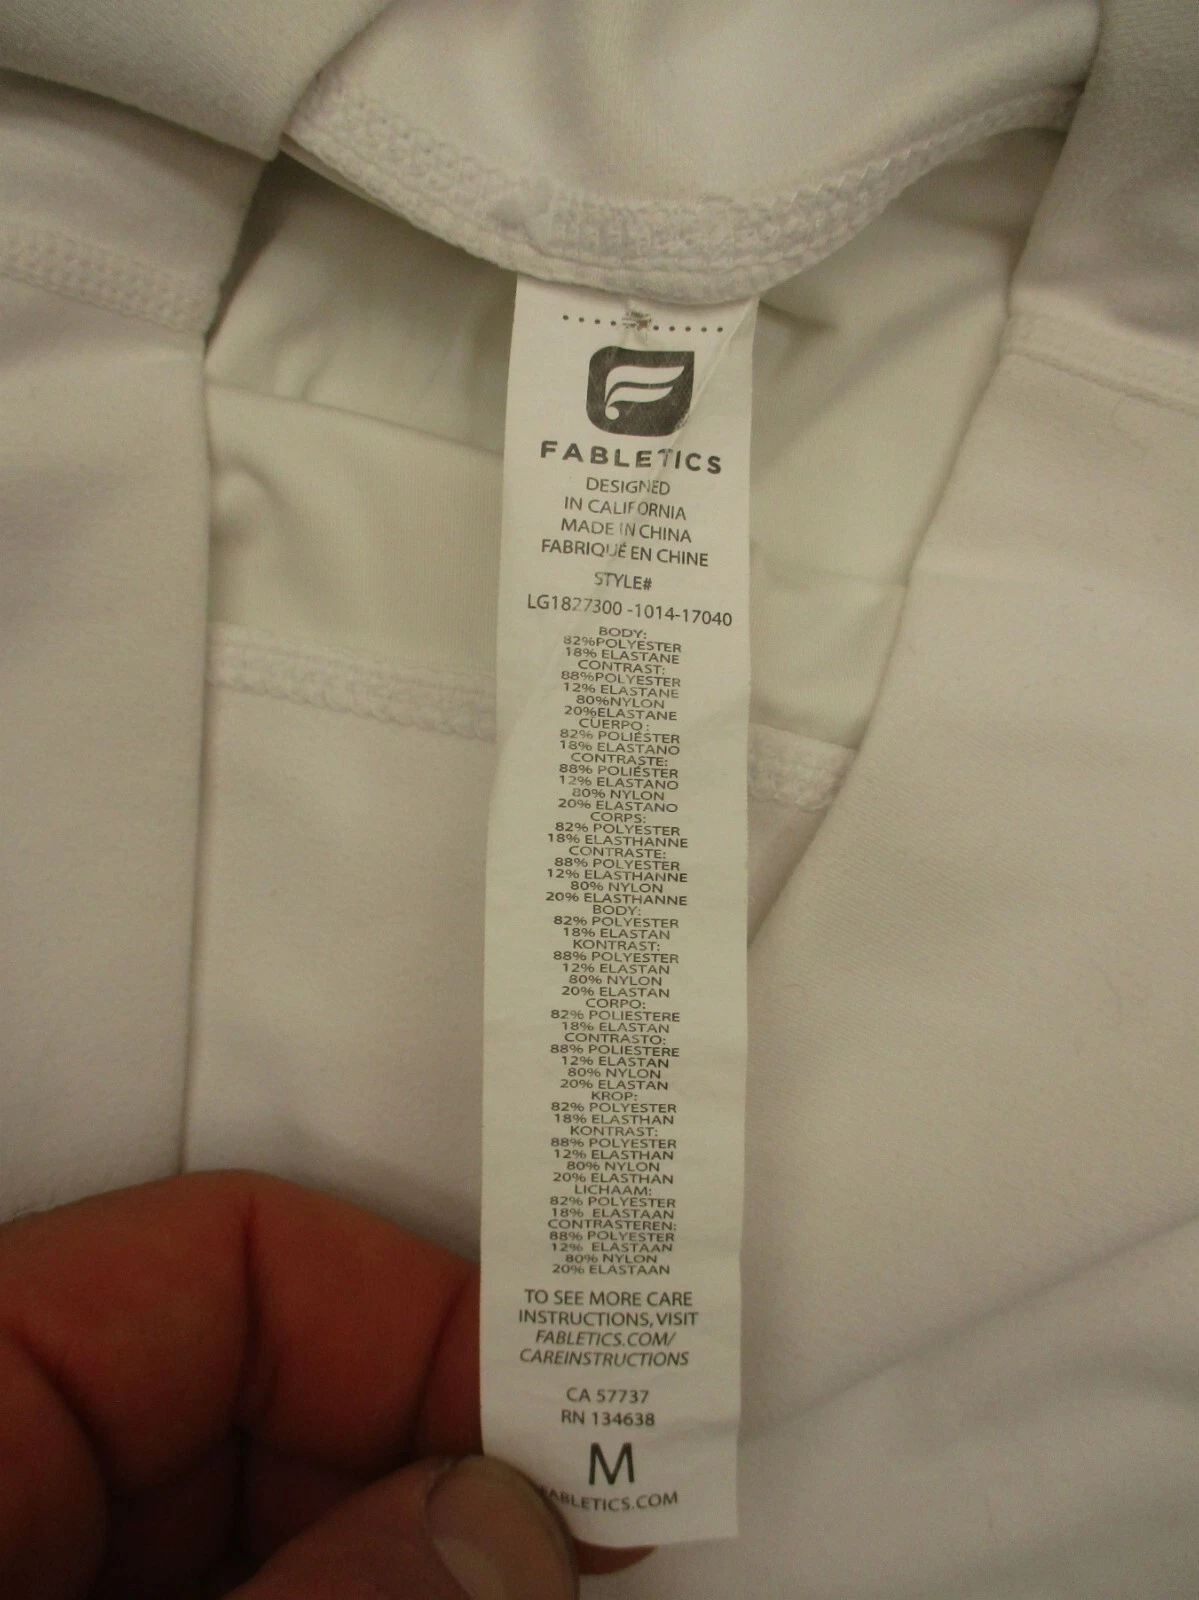 FABLETICS
DESIGNED
IN CALIFORNIA
MADE IN CHINA
FABRIQUÉ EN CHINE
STYLE#
LG1827300 -1014-17040
BODY:
82%POLYESTER
18% ELASTANE
CONTRAST:
88%POLYESTER
12% ELASTANE
80%NYLON
20%ELASTANE
CUERPO:
82% POLIÉSTER
18% ELASTANO
CONTRASTE:
88% POLIÉSTER
12% ELASTANO
80% NYLON
20% ELASTANO
CORPS:
82% POLYESTER
18% ELASTHANNE
CONTRASTE:
88% POLYESTER
12% ELASTHANNE
80% NYLON
20% ELASTHANNE
BODY:
82% POLYESTER
18% ELASTAN
KONTRAST:
88% POLYESTER
12% ELASTAN
80% NYLON
20% ELASTAN
CORPO:
82% POLIESTERE
18% ELASTAN
CONTRASTO:
88% POLIESTERE
12% ELASTAN
80% NYLON
20% ELASTAN
KROP:
82% POLYESTER
18% ELASTHAN
KONTRAST:
88% POLYESTER
12% ELASTHAN
80% NYLON
20% ELASTHAN
LICHAAM:
82% POLYESTER
18% ELASTAAN
CONTRASTEREN:
88% POLYESTER
12% ELASTAAN
80% NYLON
20% ELASTAAN
TO SEE MORE CARE
INSTRUCTIONS, VISIT
FABLETICS.COM/
CAREINSTRUCTIONS
CA 57737
RN 134638
M
FABLETICS.COM